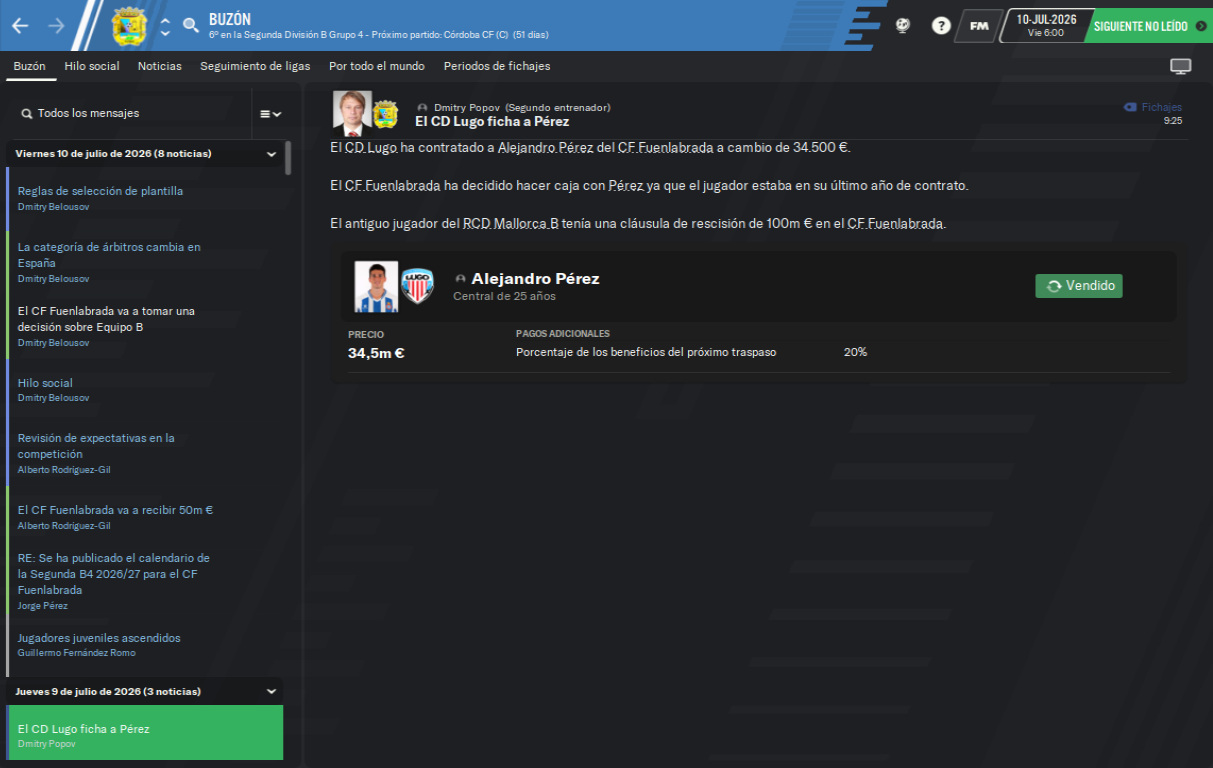 BUZÓN
6º en la Segunda División B Grupo 4 - Próximo partido: Córdoba CF (C) (51 días)
?
FM
10-JUL-2026
Vie 6:00
SIGUIENTE NO LEÍDO
Buzón
Hilo social
Noticias
Seguimiento de ligas
Por todo el mundo
Periodos de fichajes
Todos los mensajes
Viernes 10 de julio de 2026 (8 noticias)
Reglas de selección de plantilla
Dmitry Belousov
La categoría de árbitros cambia en
España
Dmitry Belousov
El CF Fuenlabrada va a tomar una
decisión sobre Equipo B
Dmitry Belousov
Hilo social
Dmitry Belousov
Revisión de expectativas en la
competición
Alberto Rodríguez-Gil
El CF Fuenlabrada va a recibir 50m €
Alberto Rodríguez-Gil
RE: Se ha publicado el calendario de
la Segunda B4 2026/27 para el CF
Fuenlabrada
Jorge Pérez
Jugadores juveniles ascendidos
Guillermo Fernández Romo
Jueves 9 de julio de 2026 (3 noticias)
El CD Lugo ficha a Pérez
Dmitry Popov
Dmitry Popov (Segundo entrenador)
El CD Lugo ficha a Pérez
Fichajes
9:25
El CD Lugo ha contratado a Alejandro Pérez del CF Fuenlabrada a cambio de 34.500 €.
El CF Fuenlabrada ha decidido hacer caja con Pérez ya que el jugador estaba en su último año de contrato.
El antiguo jugador del RCD Mallorca B tenía una cláusula de rescisión de 100m € en el CF Fuenlabrada.
LUGO
Alejandro Pérez
Central de 25 años
Vendido
PRECIO
34,5m €
PAGOS ADICIONALES
Porcentaje de los beneficios del próximo traspaso
20%